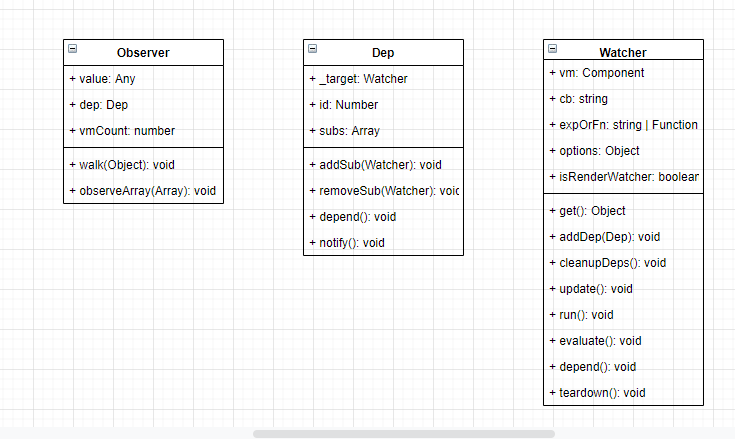 Observer
+ value: Any
+ dep: Dep
+ vmCount: number
+ walk(Object): void
+ observeArray(Array): void
Dep
+ _target: Watcher
+ id: Number
+ subs: Array
+ addSub(Watcher): void
+ removeSub(Watcher): voic
+ depend(): void
+ notify(): void
Watcher
+ vm: Component
+ cb: string
+ expOrFn: string | Function
+ options: Object
+ isRenderWatcher: boolear
+ get(): Object
+ addDep(Dep): void
+ cleanupDeps(): void
+ update(): void
+ run(): void
+ evaluate(): void
+ depend(): void
+ teardown(): void